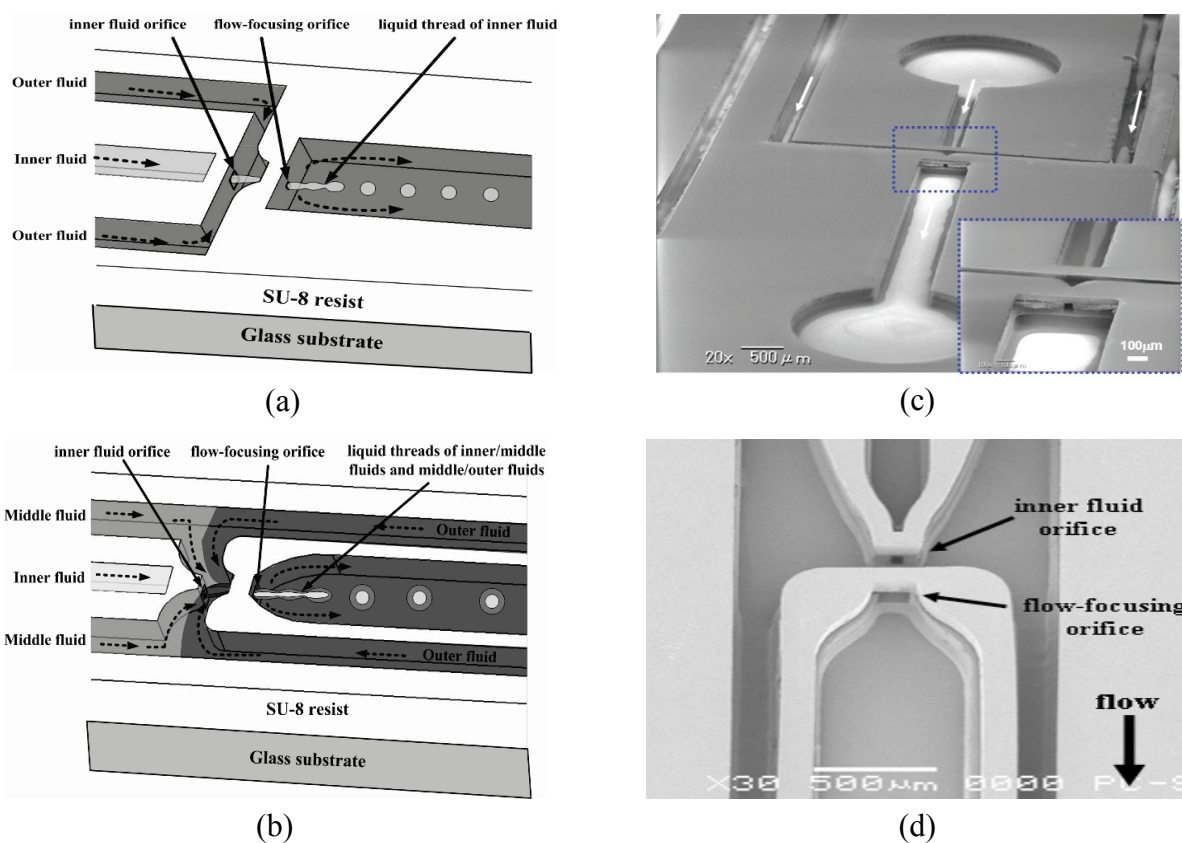 inner fluid orifice
flow-focusing orifice
liquid thread of inner fluid
Outer fluid
Inner fluid
Outer fluid
SU-8 resist
Glass substrate
(a)
20x 500μm
100μm
(c)
inner fluid orifice
flow-focusing orifice
liquid threads of inner/middle
fluids and middle/outer fluids
Middle fluid
Outer fluid
Inner fluid
Middle fluid
Outer fluid
SU-8 resist
Glass substrate
(b)
inner fluid
orifice
flow-focusing
orifice
flow
X30 500μm 0000 PC-S
(d)